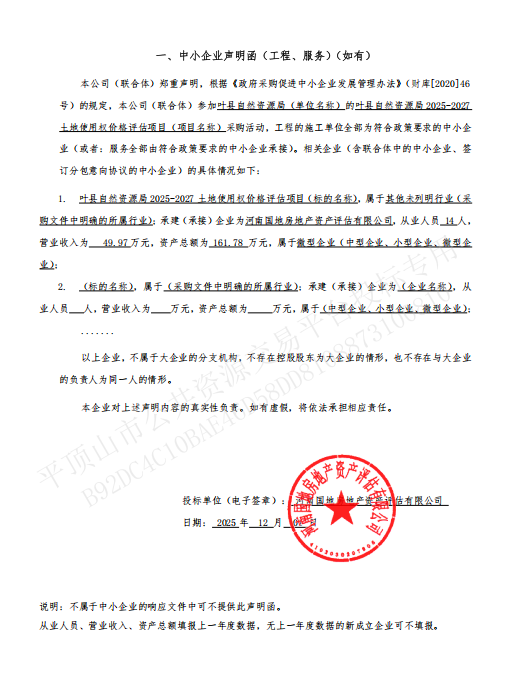 一、中小企业声明函（工程、服务）（如有）
本公司（联合体）郑重声明，根据《政府采购促进中小企业发展管理办法》（财库[2020]46
号）的规定，本公司（联合体）参加叶县自然资源局（单位名称）的叶县自然资源局2025-2027
土地使用权价格评估项目（项目名称）采购活动，工程的施工单位全部为符合政策要求的中小企
业（或者：服务全部由符合政策要求的中小企业承接）。相关企业（含联合体中的中小企业、签
订分包意向协议的中小企业）的具体情况如下：
1. 叶县自然资源局2025-2027 土地使用权价格评估项目（标的名称），属于其他未列明行业（采
购文件中明确的所属行业）；承建（承接）企业为河南国地房地产资产评估有限公司，从业人员 14 人，
营业收入为 49.97 万元，资产总额为 161.78 万元，属于微型企业（中型企业、小型企业、微型企
业）；
2. （标的名称），属于（采购文件中明确的所属行业）；承建（承接）企业为（企业名称），从
业人员___人，营业收入为____万元，资产总额为____万元，属于（中型企业、小型企业、微型企业）；
.......
以上企业，不属于大企业的分支机构，不存在控股股东为大企业的情形，也不存在与大企业
的负责人为同一人的情形。
本企业对上述声明内容的真实性负责。如有虚假，将依法承担相应责任。
平顶山市公共资源交易平台投标专用
投标单位（电子签章）： 河南国地房地产资产评估有限公司
河南国地房地产资产评估有限公司
日期： 2025 年 12 月 日
说明：不属于中小企业的响应文件中可不提供此声明函。
从业人员、营业收入、资产总额填报上一年度数据，无上一年度数据的新成立企业可不填报。